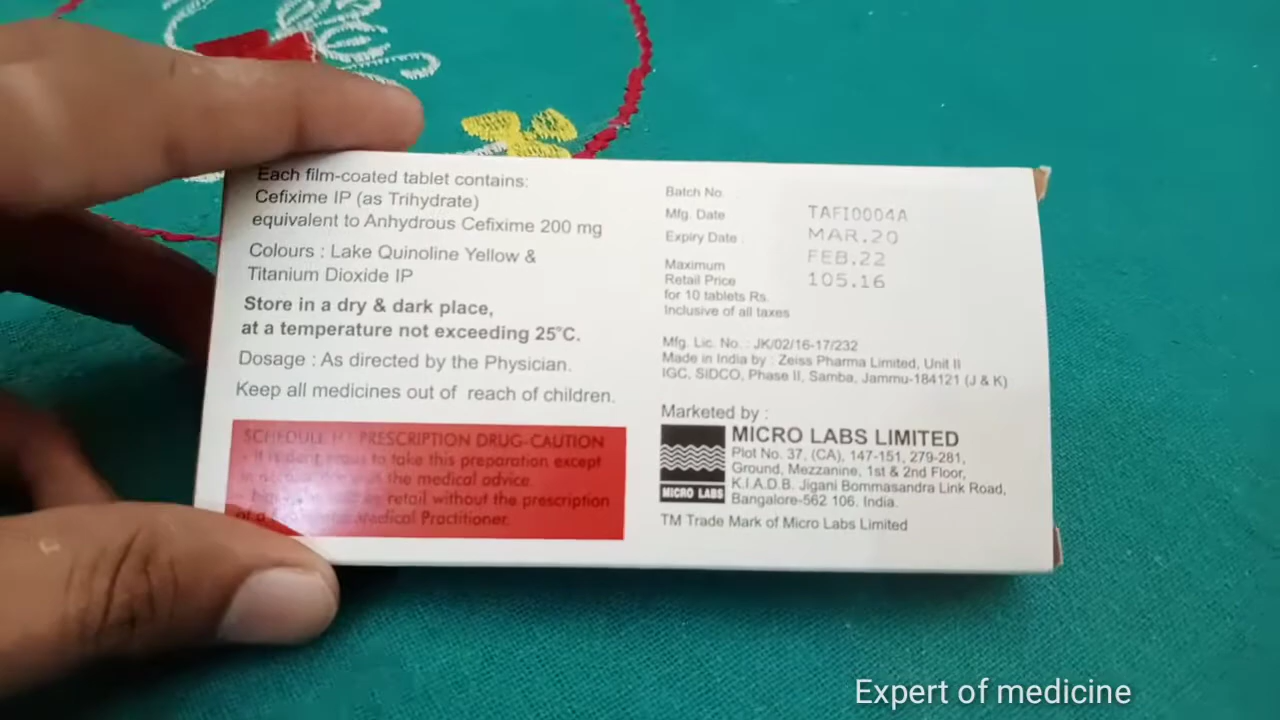 Each film-coated tablet contains:
Cefixime IP (as Trihydrate)
equivalent to Anhydrous Cefixime 200 mg
Colours : Lake Quinoline Yellow &
Titanium Dioxide IP
Store in a dry & dark place,
at a temperature not exceeding 25°C.
Dosage : As directed by the Physician.
Keep all medicines out of reach of children.
PRESCRIPTION DRUG-CAUTION
to take this preparation except
the medical advice.
retail without the prescription
Medical Practitioner.
Batch No.
Mfg. Date
Expiry Date
Maximum
Retail Price
for 10 tablets Rs.
Inclusive of all taxes
TAFI0004A
MAR.20
FEB.22
105.16
Mfg. Lic. No. : JK/02/16-17/232
Made in India by : Zeiss Pharma Limited, Unit II
IGC, SIDCO, Phase II, Samba, Jammu-184121 (J & K)
Marketed by :
MICRO LABS
MICRO LABS LIMITED
Plot No. 37, (CA), 147-151, 279-281,
Ground, Mezzanine, 1st & 2nd Floor,
K.I.A.D.B. Jigani Bommasandra Link Road,
Bangalore-562 106. India.
TM Trade Mark of Micro Labs Limited
Expert of medicine